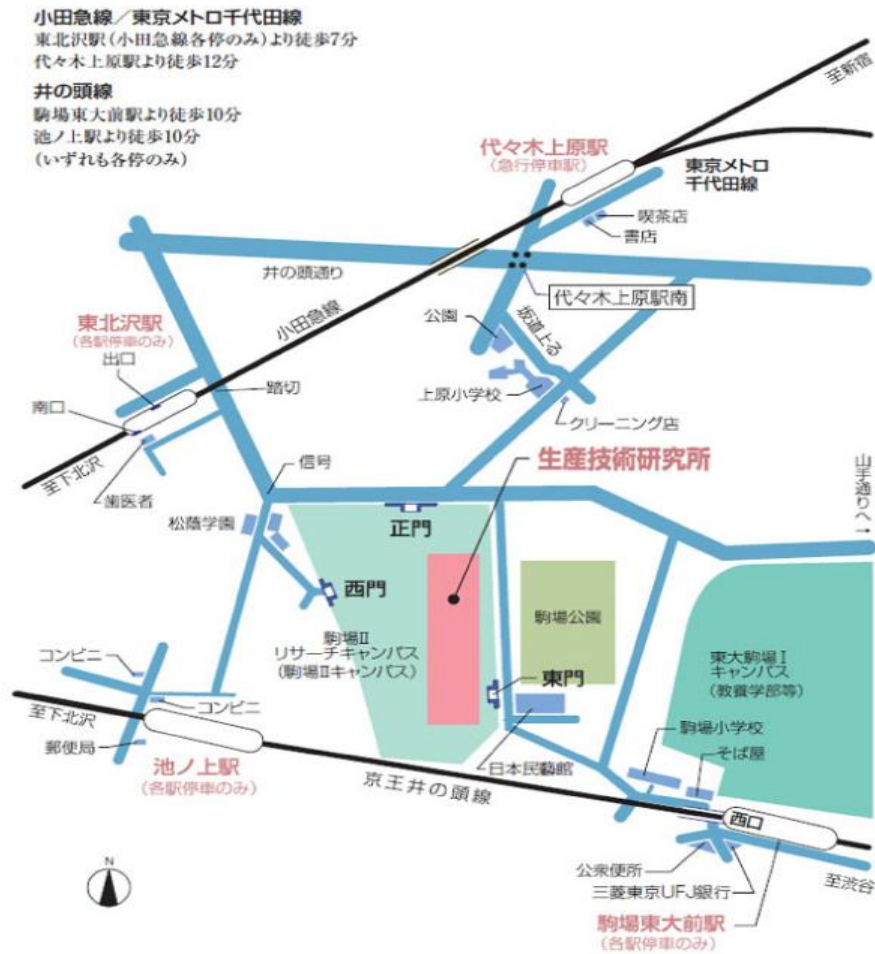 小田急線／東京メトロ千代田線
東北沢駅（小田急線各停のみ）より徒歩7分
代々木上原駅より徒歩12分
井の頭線
駒場東大前駅より徒歩10分
池ノ上駅より徒歩10分
（いずれも各停のみ）
至新宿
代々木上原駅
（急行停車駅）
東京メトロ
千代田線
喫茶店
書店
井の頭通り
代々木上原駅南
小田急線
公園
坂道上る
東北沢駅
（各駅停車のみ）
出口
踏切
上原小学校
南口
クリーニング店
至下北沢
歯医者
信号
生産技術研究所
山手通りへ→
松蔭学園
正門
西門
駒場公園
駒場Ⅱ
リサーチキャンパス
（駒場Ⅱキャンパス）
東大駒場Ⅰ
キャンパス
（教養学部等）
コンビニ
東門
コンビニ
至下北沢
駒場小学校
そば屋
郵便局
池ノ上駅
（各駅停車のみ）
日本民藝館
京王井の頭線
西口
公衆便所
三菱東京UFJ銀行
至渋谷
駒場東大前駅
（各駅停車のみ）
N